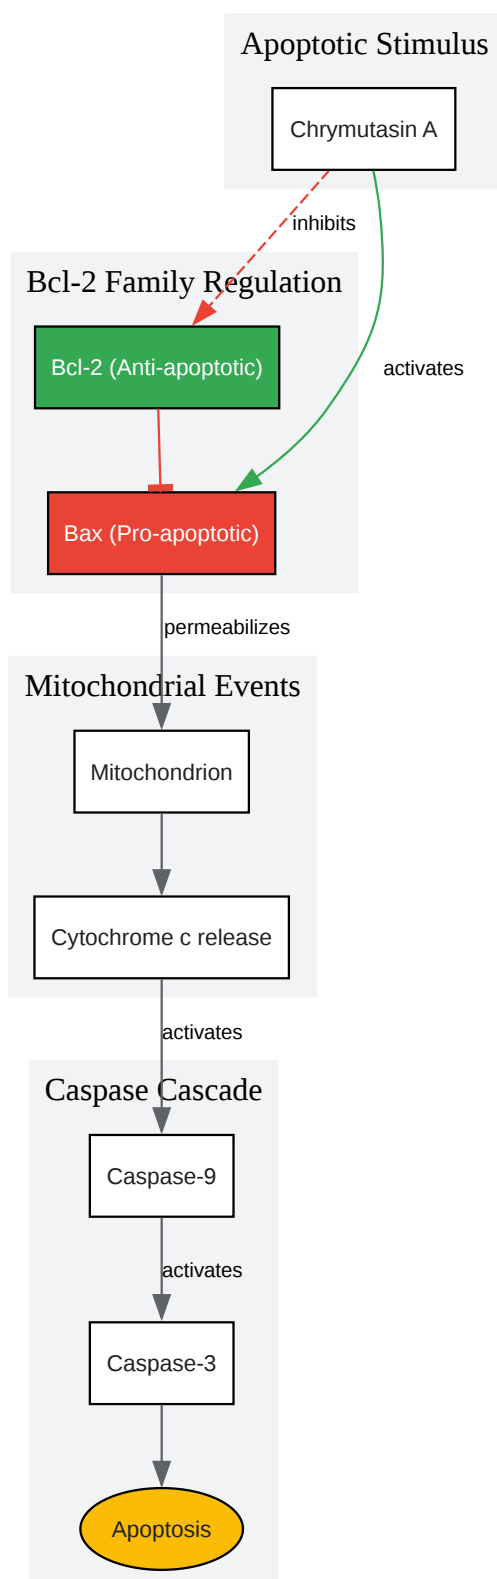 Apoptotic Stimulus
Chrymutasin A
inhibits
Bcl-2 Family Regulation
Bcl-2 (Anti-apoptotic)
activates
Bax (Pro-apoptotic)
permeabilizes
Mitochondrial Events
Mitochondrion
Cytochrome c release
activates
Caspase Cascade
Caspase-9
activates
Caspase-3
Apoptosis